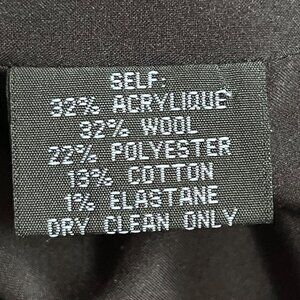 SELF:
32% ACRYLIQUE
32% WOOL
22% POLYESTER
13% COTTON
1% ELASTANE
DRY CLEAN ONLY